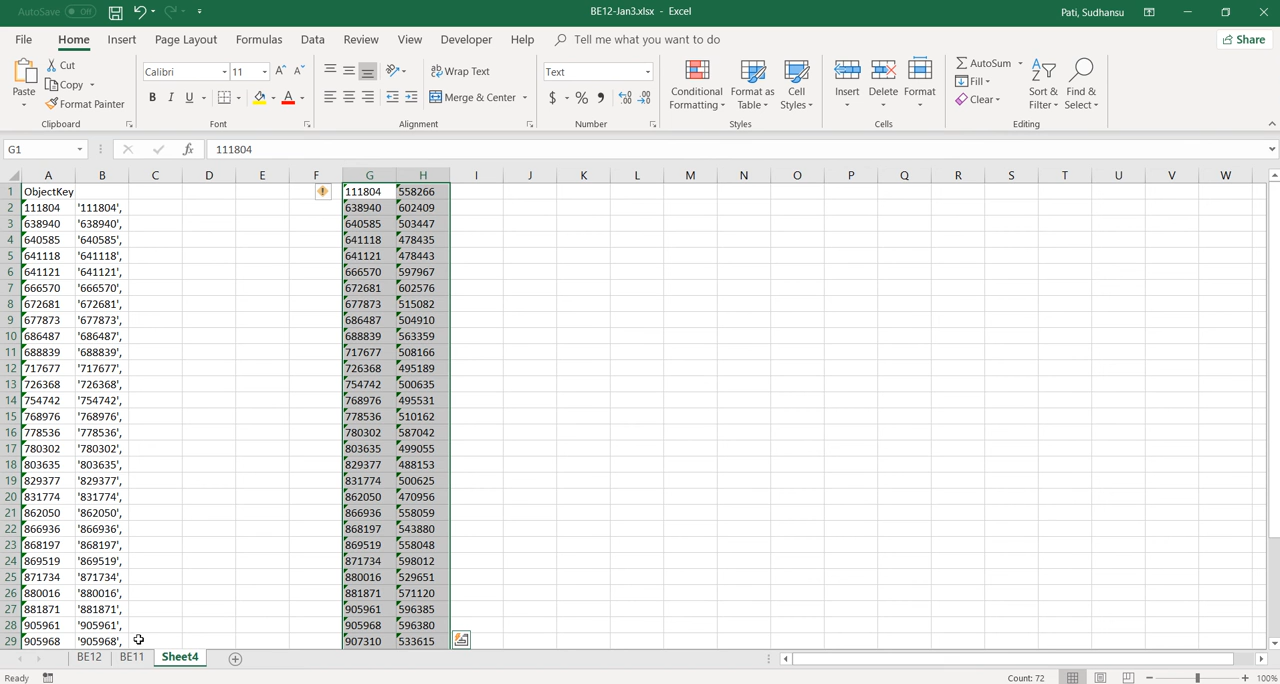 AutoSave Off BE12-Jan3.xlsx - Excel Pati, Sudhansu
File Home Insert Page Layout Formulas Data Review View Developer Help Tell me what you want to do Share
Paste Cut Copy Format Painter Clipboard
Calibri 11 A A B I U A Font
Wrap Text Merge & Center Alignment
Text $ % , Number
Conditional Formatting Format as Table Cell Styles Styles
Insert Delete Format Cells
AutoSum Fill Clear Sort & Filter Find & Select Editing
G1 fx 111804
A B C D E F G H I J K L M N O P Q R S T U V W
1 ObjectKey 111804 558266
2 111804 '111804', 638940 602409
3 638940 '638940', 640585 503447
4 640585 '640585', 641118 478435
5 641118 '641118', 641121 478443
6 641121 '641121', 666570 597967
7 666570 '666570', 672681 602576
8 672681 '672681', 677873 515082
9 677873 '677873', 686487 504910
10 686487 '686487', 688839 563359
11 688839 '688839', 717677 508166
12 717677 '717677', 726368 495189
13 726368 '726368', 754742 500635
14 754742 '754742', 768976 495531
15 768976 '768976', 778536 510162
16 778536 '778536', 780302 587042
17 780302 '780302', 803635 499055
18 803635 '803635', 829377 488153
19 829377 '829377', 831774 500625
20 831774 '831774', 862050 470956
21 862050 '862050', 866936 558059
22 866936 '866936', 868197 543880
23 868197 '868197', 869519 558048
24 869519 '869519', 871734 598012
25 871734 '871734', 880016 529651
26 880016 '880016', 881871 571120
27 881871 '881871', 905961 596385
28 905961 '905961', 905968 596380
29 905968 '905968', 907310 533615
BE12 BE11 Sheet4
Ready Count: 72 100%